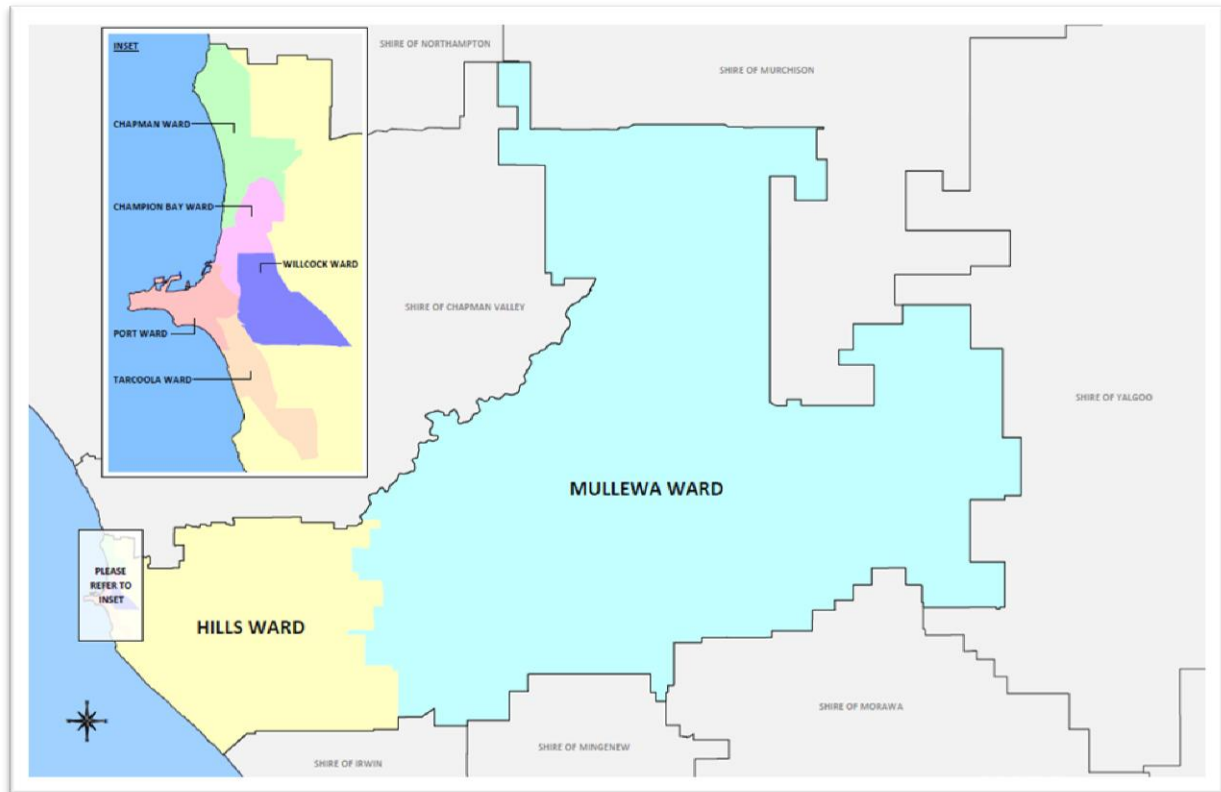 INSET
SHIRE OF NORTHAMPTON
SHIRE OF MURCHISON
CHAPMAN WARD
CHAMPION BAY WARD
WILLCOCK WARD
SHIRE OF CHAPMAN VALLEY
PORT WARD
TARCOOLA WARD
SHIRE OF YALGOO
MULLEWA WARD
PLEASE
REFER TO
INSET
HILLS WARD
SHIRE OF MORAWA
SHIRE OF MINGENEW
SHIRE OF IRWIN